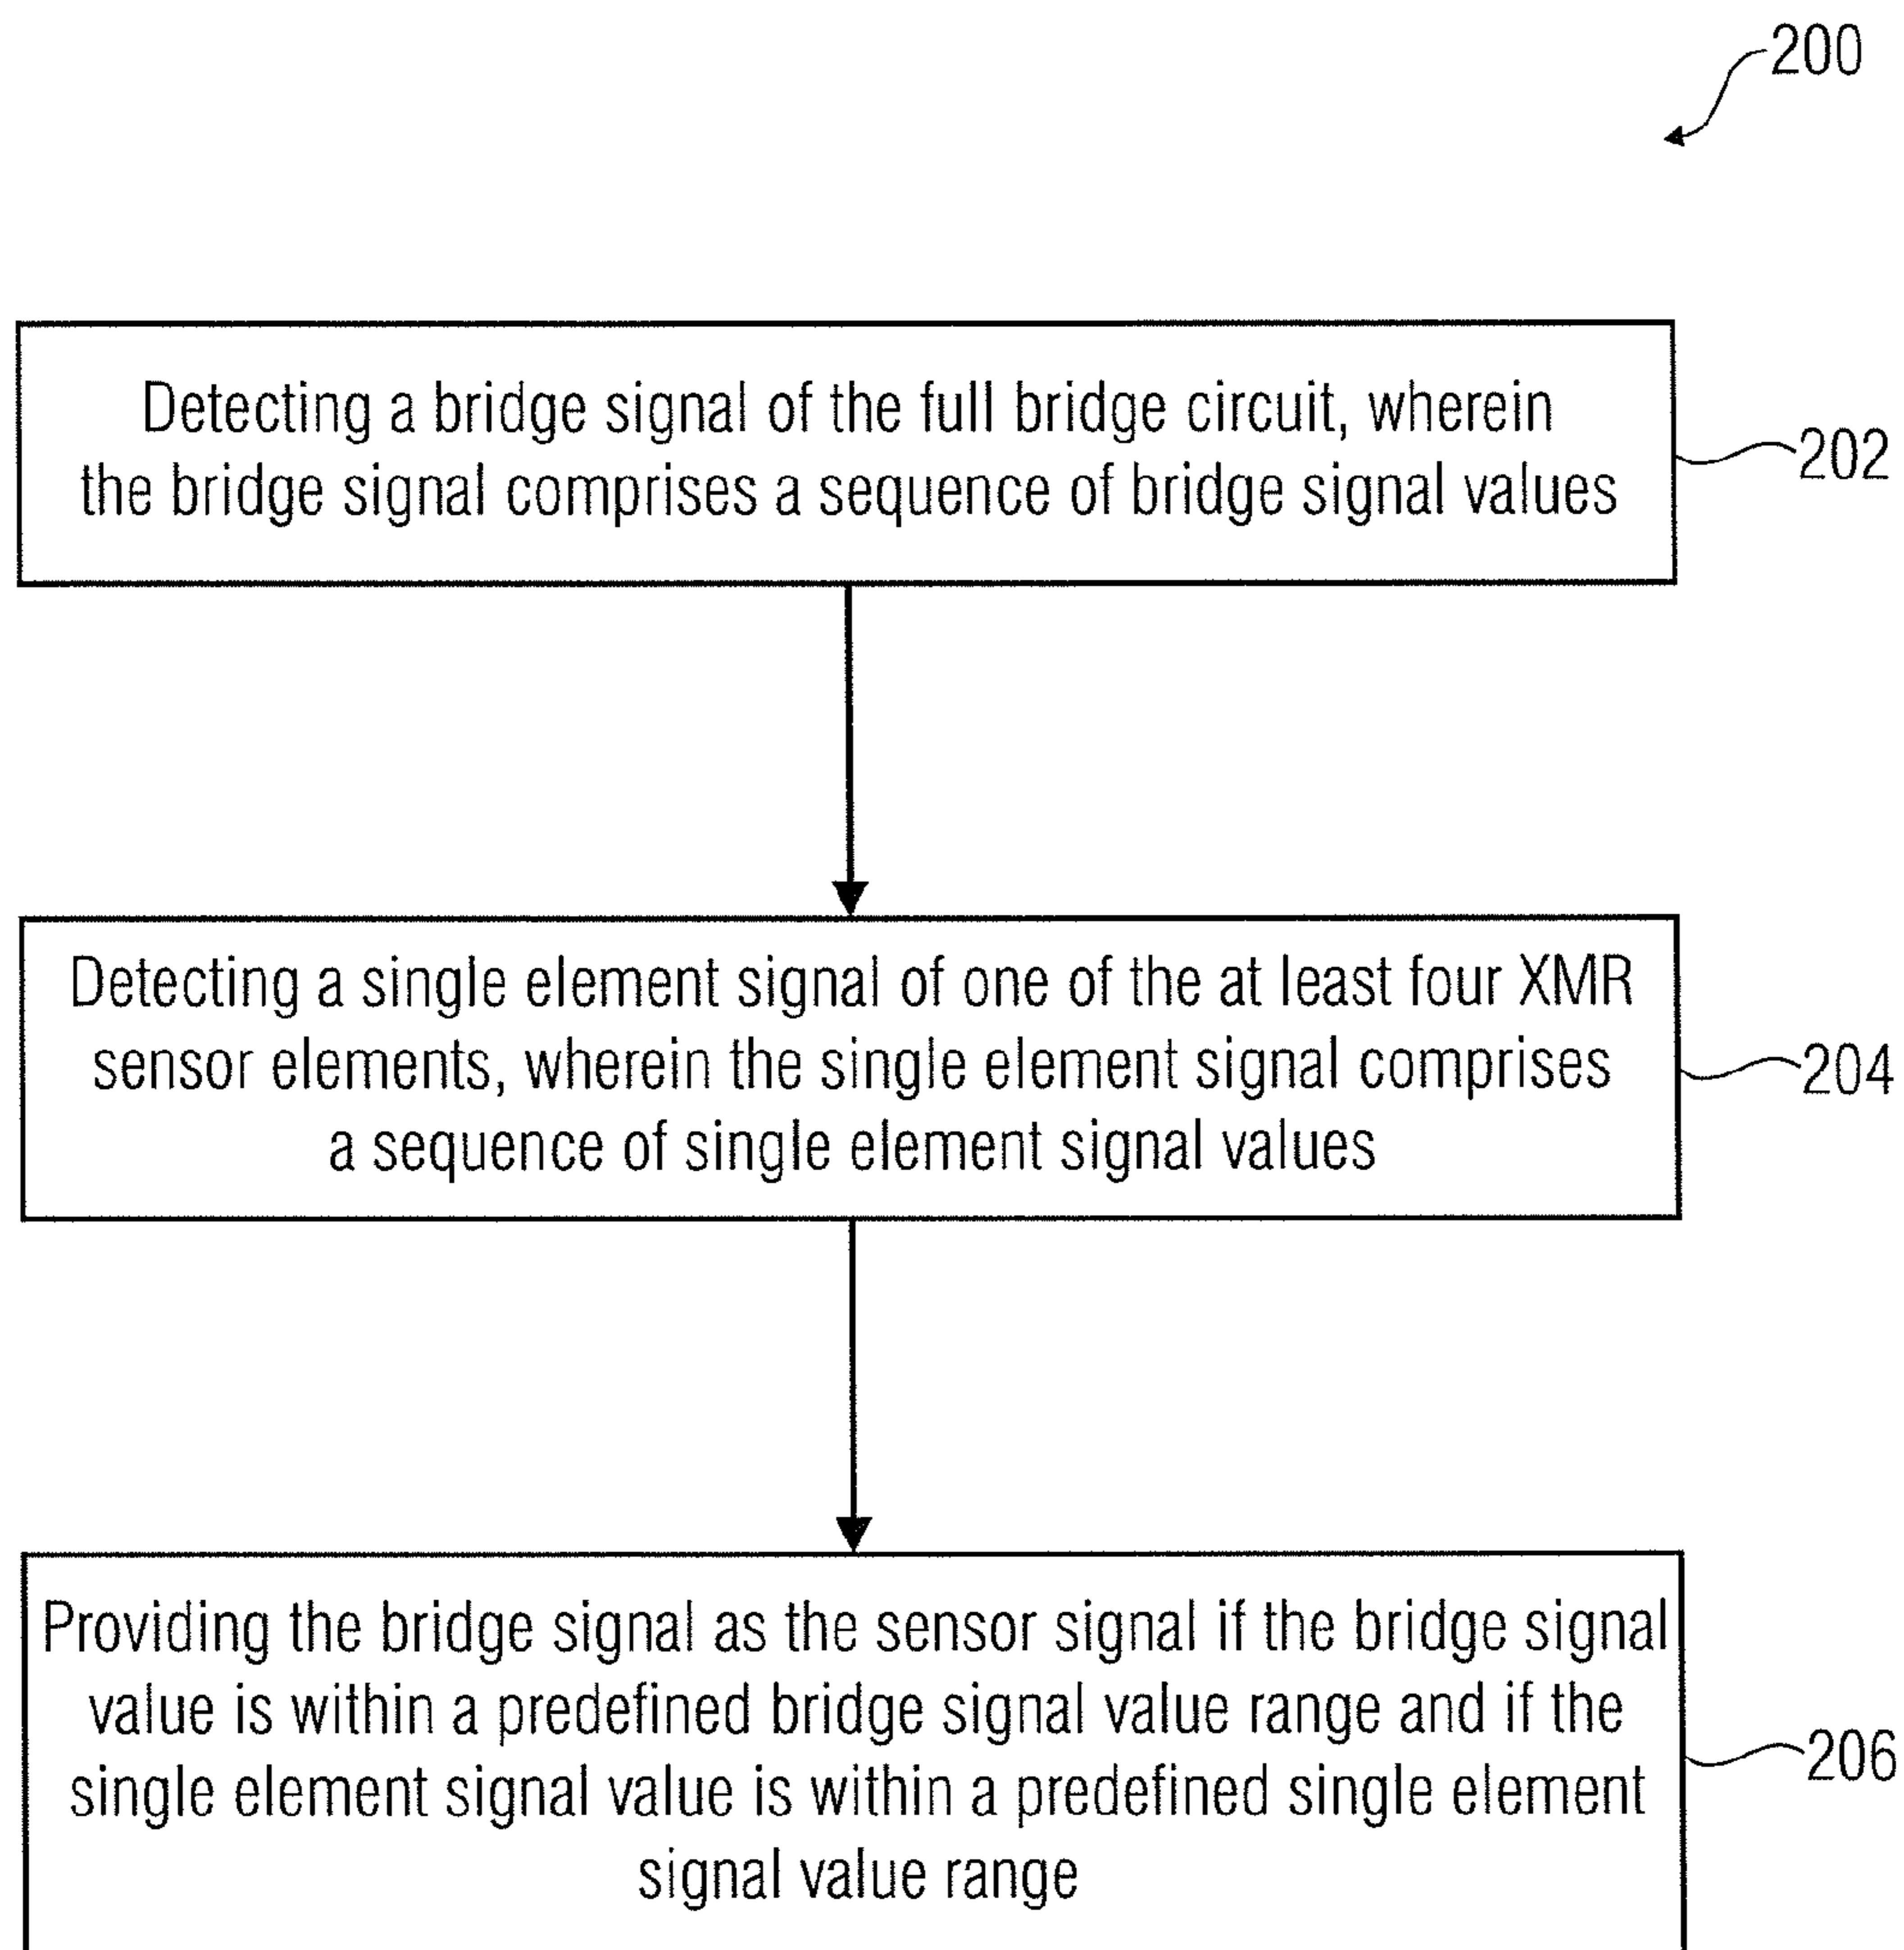 200
Detecting a bridge signal of the full bridge circuit, wherein
the bridge signal comprises a sequence of bridge signal values
202
Detecting a single element signal of one of the at least four XMR
sensor elements, wherein the single element signal comprises
a sequence of single element signal values
204
Providing the bridge signal as the sensor signal if the bridge signal
value is within a predefined bridge signal value range and if the
single element signal value is within a predefined single element
signal value range
206